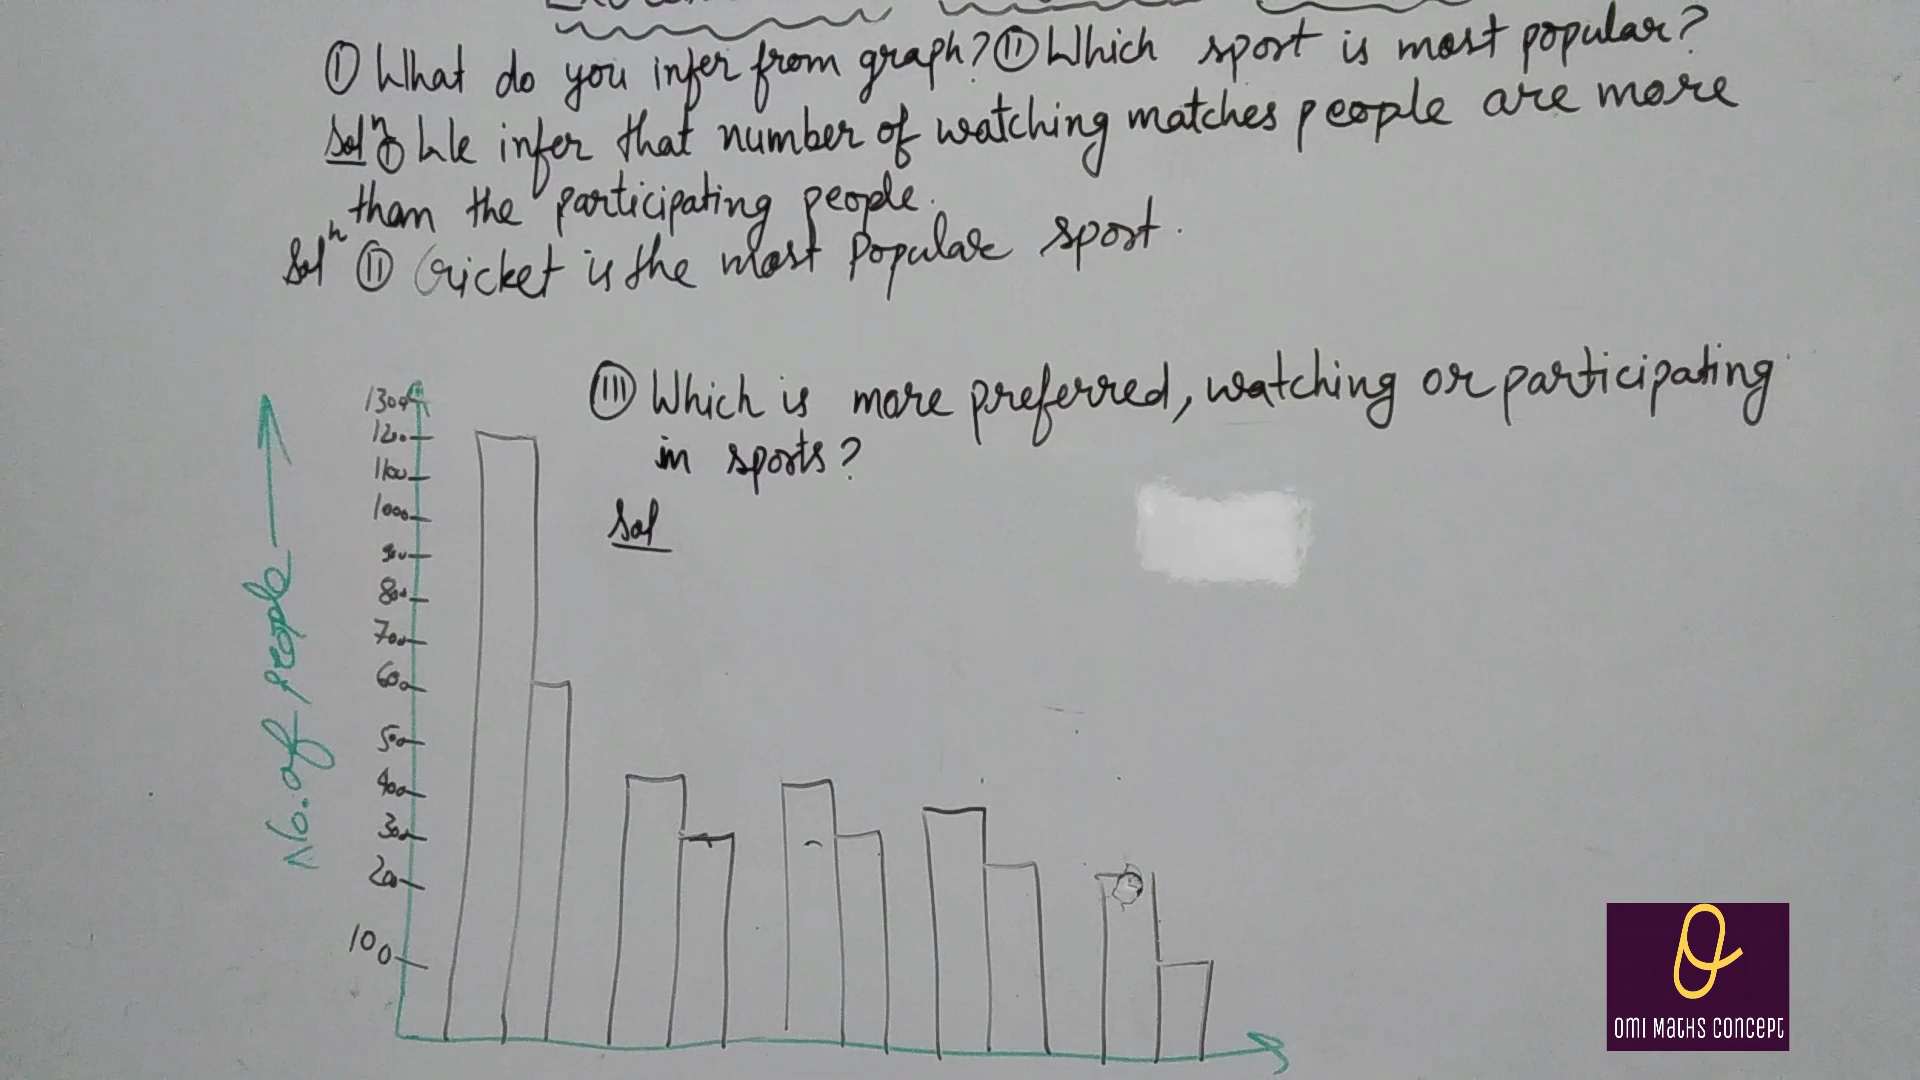 ① What do you infer from graph? ⑪ Which sport is most popular?
Solⁿ ① We infer that number of watching matches people are more
than the participating people.
Solⁿ ⑪ Cricket is the most Popular sport.
⑪⑪ Which is more preferred, watching or participating
in sports?
Sol
1300
1200
1100
1000
900
800
700
600
500
400
300
200
100
No. of people
OMI MATHS CONCEPT